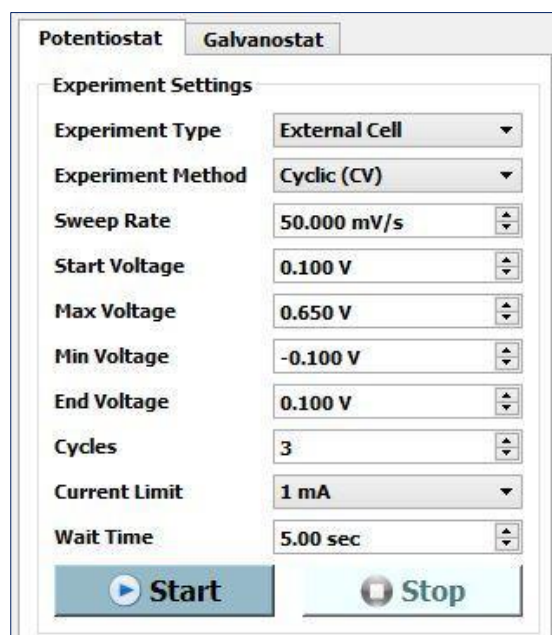 Potentiostat Galvanostat
Experiment Settings
Experiment Type External Cell
Experiment Method Cyclic (CV)
Sweep Rate 50.000 mV/s
Start Voltage 0.100 V
Max Voltage 0.650 V
Min Voltage -0.100 V
End Voltage 0.100 V
Cycles 3
Current Limit 1 mA
Wait Time 5.00 sec
Start Stop